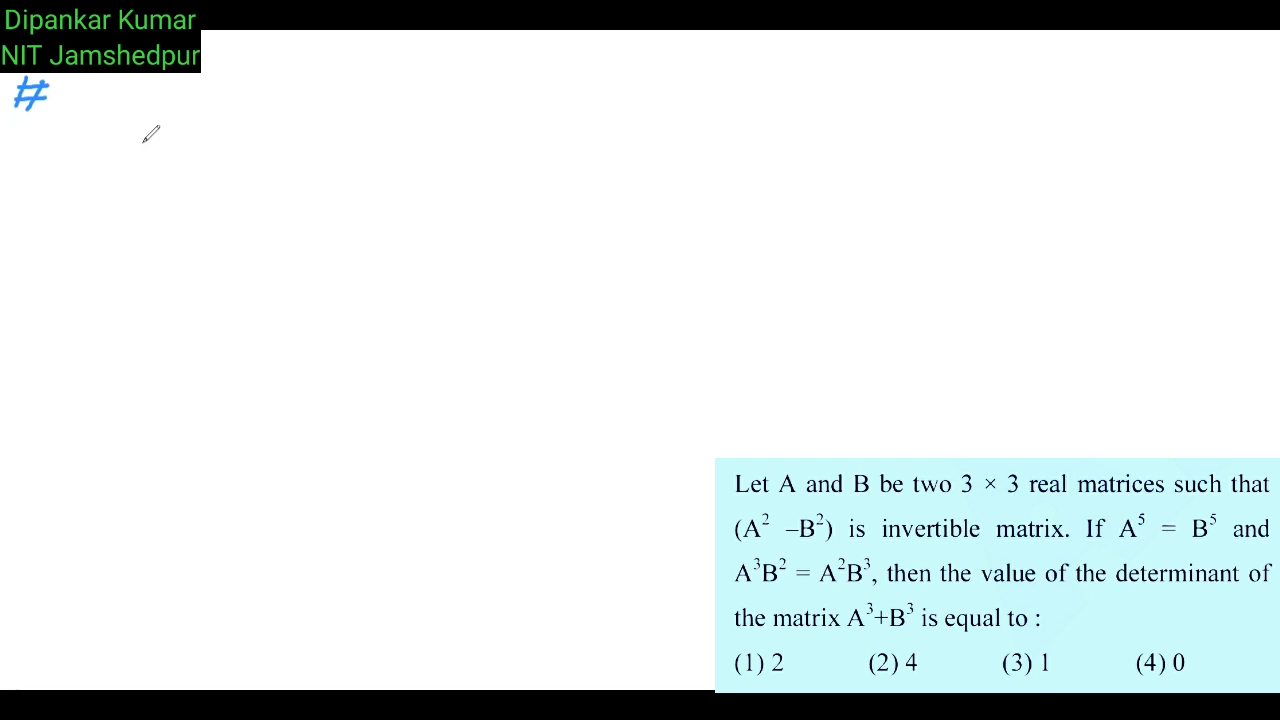 Dipankar Kumar
NIT Jamshedpur
#
Let A and B be two 3 × 3 real matrices such that
(A² –B²) is invertible matrix. If A⁵ = B⁵ and
A³B² = A²B³, then the value of the determinant of
the matrix A³+B³ is equal to :
(1) 2 (2) 4 (3) 1 (4) 0